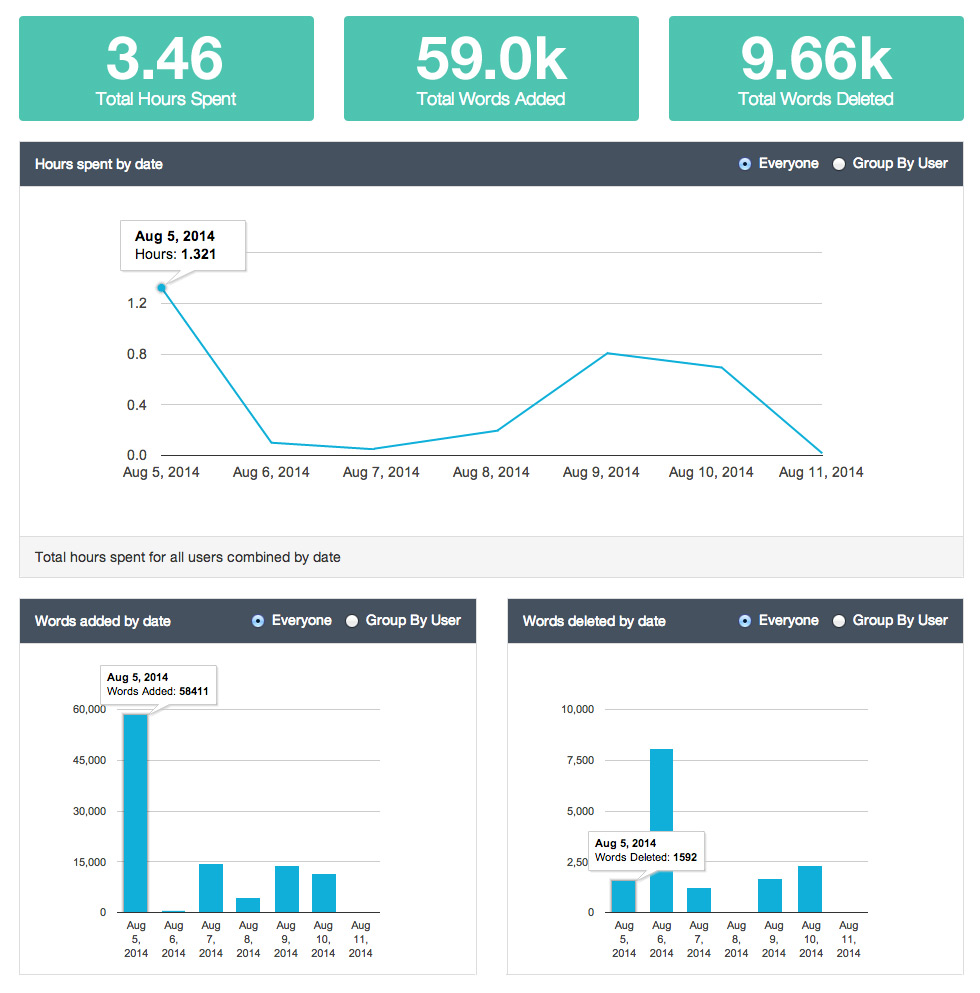 3.46
Total Hours Spent
59.0k
Total Words Added
9.66k
Total Words Deleted
Hours spent by date
Everyone
Group By User
Aug 5, 2014
Hours: 1.321
1.2
0.8
0.4
0.0
Aug 5, 2014
Aug 6, 2014
Aug 7, 2014
Aug 8, 2014
Aug 9, 2014
Aug 10, 2014
Aug 11, 2014
Total hours spent for all users combined by date
Words added by date
Everyone
Group By User
Aug 5, 2014
Words Added: 58411
60,000
45,000
30,000
15,000
0
Aug
5,
2014
Aug
6,
2014
Aug
7,
2014
Aug
8,
2014
Aug
9,
2014
Aug
10,
2014
Aug
11,
2014
Words deleted by date
Everyone
Group By User
10,000
7,500
5,000
Aug 5, 2014
Words Deleted: 1592
2,50
0
Aug
5,
2014
Aug
6,
2014
Aug
7,
2014
Aug
8,
2014
Aug
9,
2014
Aug
10,
2014
Aug
11,
2014